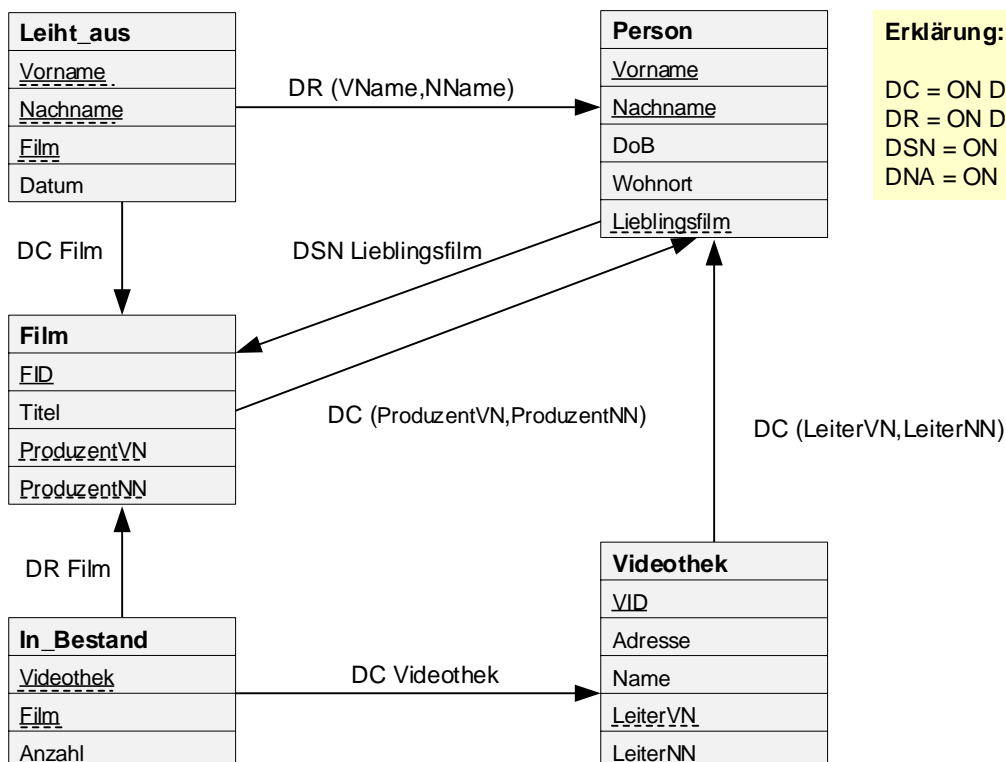 Leiht_aus
Vorname
Nachname
Film
Datum
DR (VName,NName)
Person
Vorname
Nachname
DoB
Wohnort
Lieblingsfilm
Erklärung:
DC = ON D
DR = ON D
DSN = ON
DNA = ON
DC Film
DSN Lieblingsfilm
Film
FID
Titel
ProduzentVN
ProduzentNN
DC (ProduzentVN,ProduzentNN)
DC (LeiterVN,LeiterNN)
DR Film
In_Bestand
Videothek
Film
Anzahl
DC Videothek
Videothek
VID
Adresse
Name
LeiterVN
LeiterNN